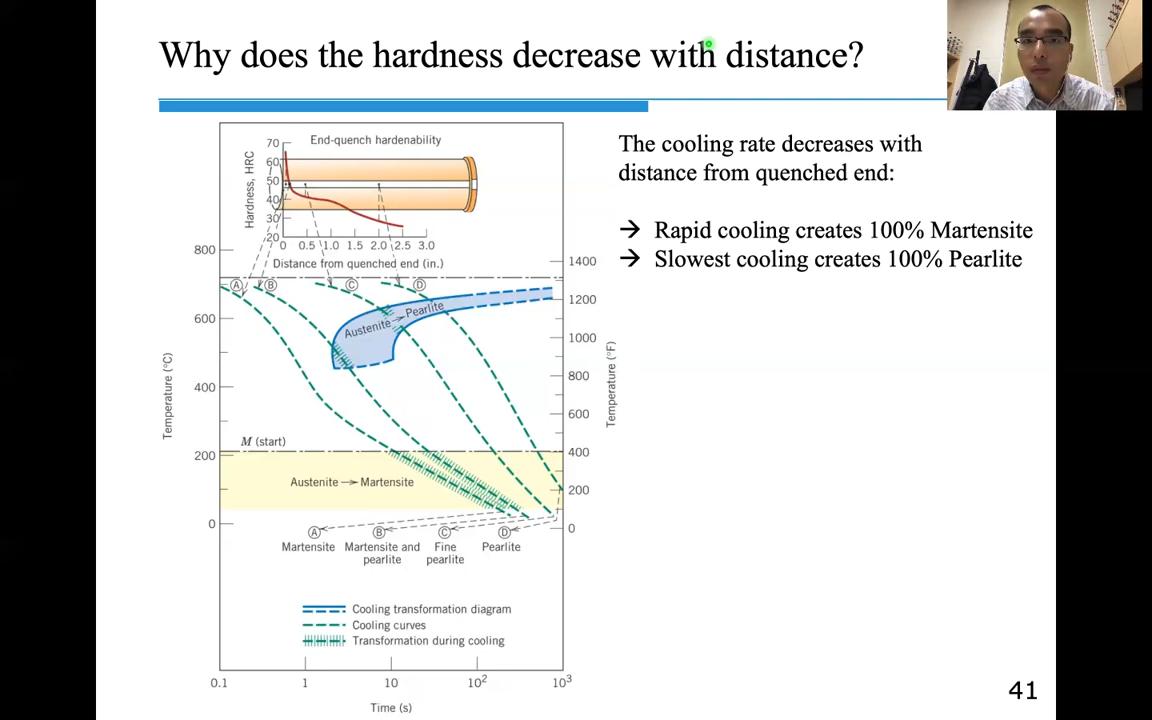 Why does the hardness decrease with distance?
The cooling rate decreases with
distance from quenched end:
→ Rapid cooling creates 100% Martensite
→ Slowest cooling creates 100% Pearlite
End-quench hardenability
Hardness, HRC
70
60
50
40
30
20
0 0.5 1.0 1.5 2.0 2.5 3.0
Distance from quenched end (in.)
A B C D
800
600
400
200
0
Temperature (°C)
1400
1200
1000
800
600
400
200
0
Temperature (°F)
Austenite → Pearlite
M (start)
Austenite → Martensite
A B C D
Martensite
Martensite and
pearlite
Fine
pearlite
Pearlite
Cooling transformation diagram
Cooling curves
Transformation during cooling
0.1 1 10 10² 10³
Time (s)
41